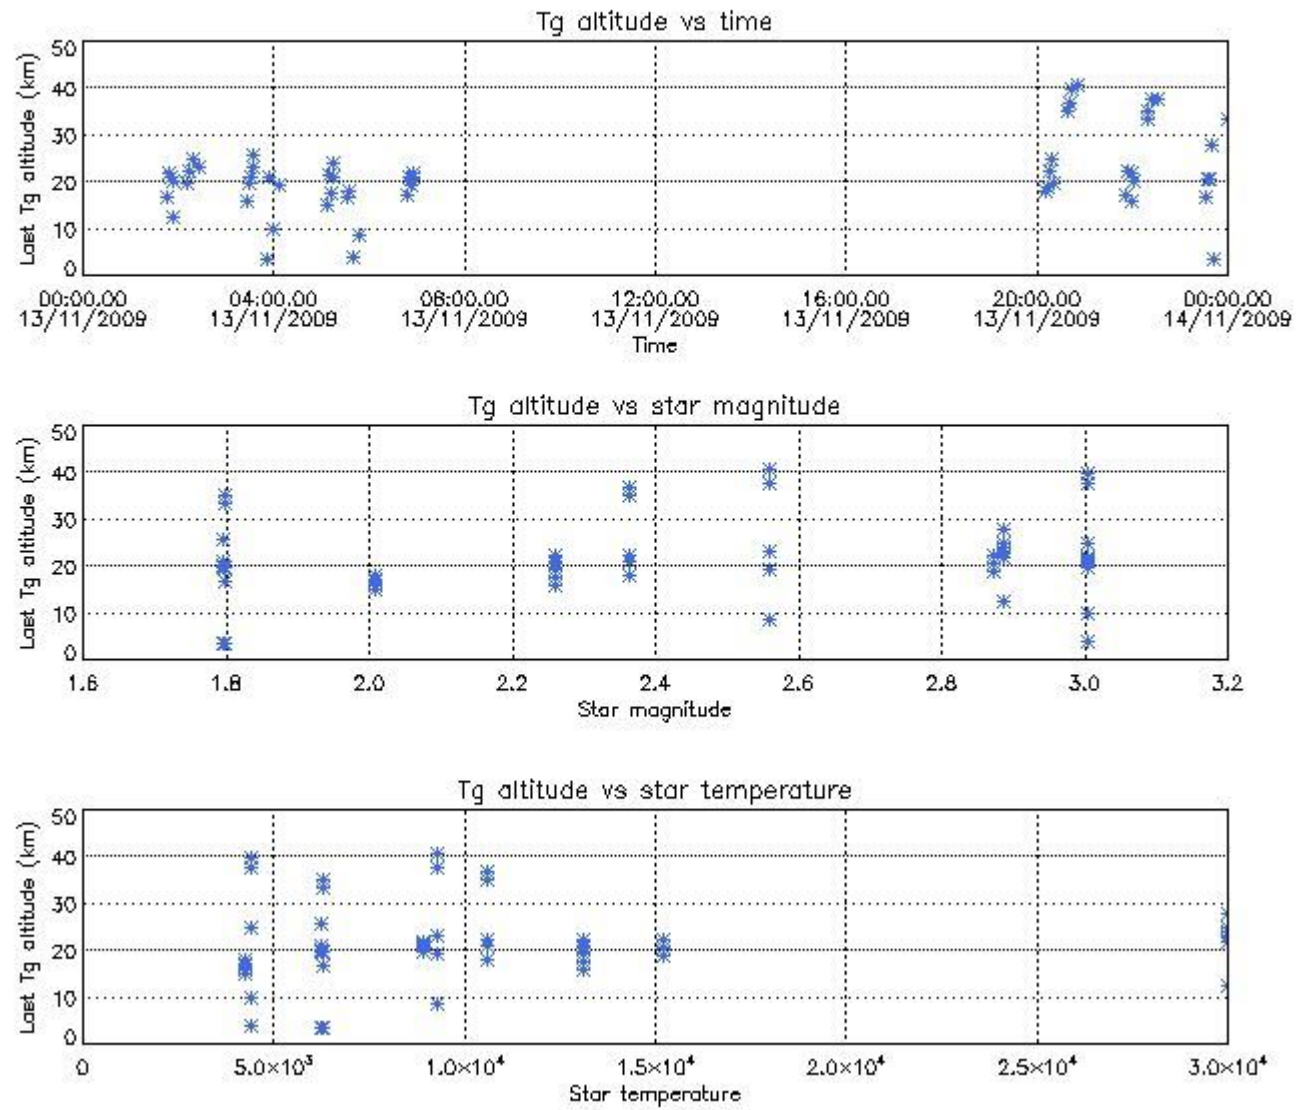 Tg altitude vs time
Last Tg altitude (km)
50
40
30
20
10
0
00:00.00 04:00.00 08:00.00 12:00.00 16:00.00 20:00.00 00:00.00
13/11/2009 13/11/2009 13/11/2009 13/11/2009 13/11/2009 13/11/2009 14/11/2009
Time
Tg altitude vs star magnitude
Last Tg altitude (km)
50
40
30
20
10
0
1.6 1.8 2.0 2.2 2.4 2.6 2.8 3.0 3.2
Star magnitude
Tg altitude vs star temperature
Last Tg altitude (km)
50
40
30
20
10
0
0 5.0×10³ 1.0×10⁴ 1.5×10⁴ 2.0×10⁴ 2.5×10⁴ 3.0×10⁴
Star temperature